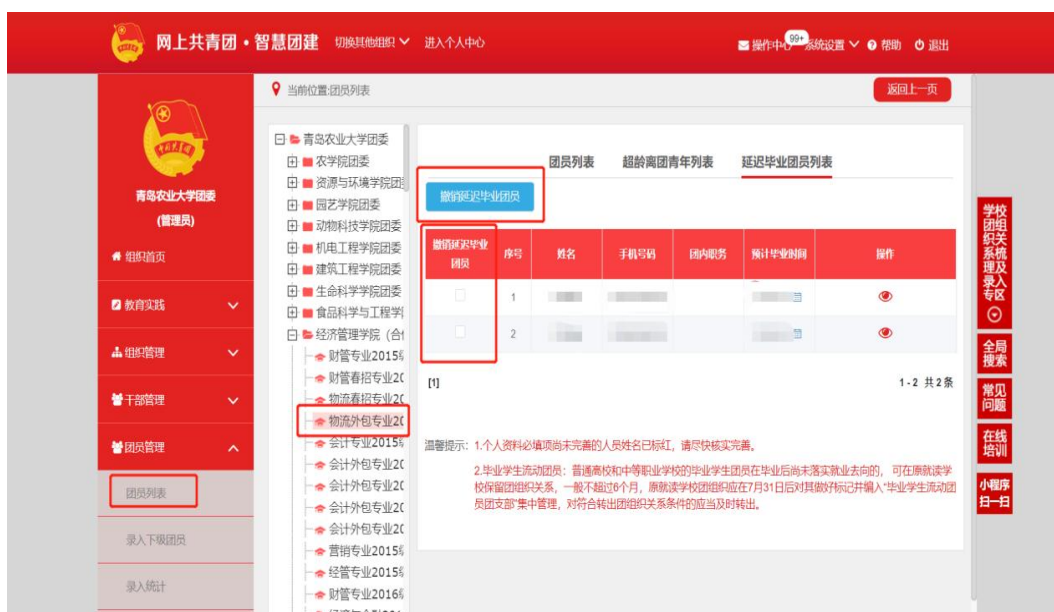 网上共青团·智慧团建 切换其他组织 进入个人中心
操作中心 99+ 系统设置 帮助 退出
当前位置:团员列表
返回上一页
青岛农业大学团委
(管理员)
组织首页
教育实践
组织管理
干部管理
团员管理
团员列表
录入下级团员
录入统计
青岛农业大学团委
农学院团委
资源与环境学院团
园艺学院团委
动物科技学院团委
机电工程学院团委
建筑工程学院团委
生命科学学院团委
食品科学与工程学
经济管理学院（合
财管专业2015
财管春招专业20
物流春招专业20
物流外包专业20
会计专业2015
会计外包专业20
会计外包专业20
会计外包专业20
会计外包专业20
营销专业2015
经管专业2015
财管专业2016
团员列表 超龄离团青年列表 延迟毕业团员列表
撤销延迟毕业团员
撤销延迟毕业团员 序号 姓名 手机号码 团内职务 预计毕业时间 操作
1
2
[1]
1-2 共2条
温馨提示：1.个人资料必填项尚未完善的人员姓名已标红，请尽快核实完善。
2.毕业学生流动团员：普通高校和中等职业学校的毕业学生团员在毕业后尚未落实就业去向的，可在原就读学
校保留团组织关系，一般不超过6个月，原就读学校团组织应在7月31日后对其做好标记并编入“毕业学生流动团
员团支部”集中管理，对符合转出团组织关系条件的应当及时转出。
学校团组织关系统理及录入专区
全局搜索
常见问题
在线培训
小程序扫一扫